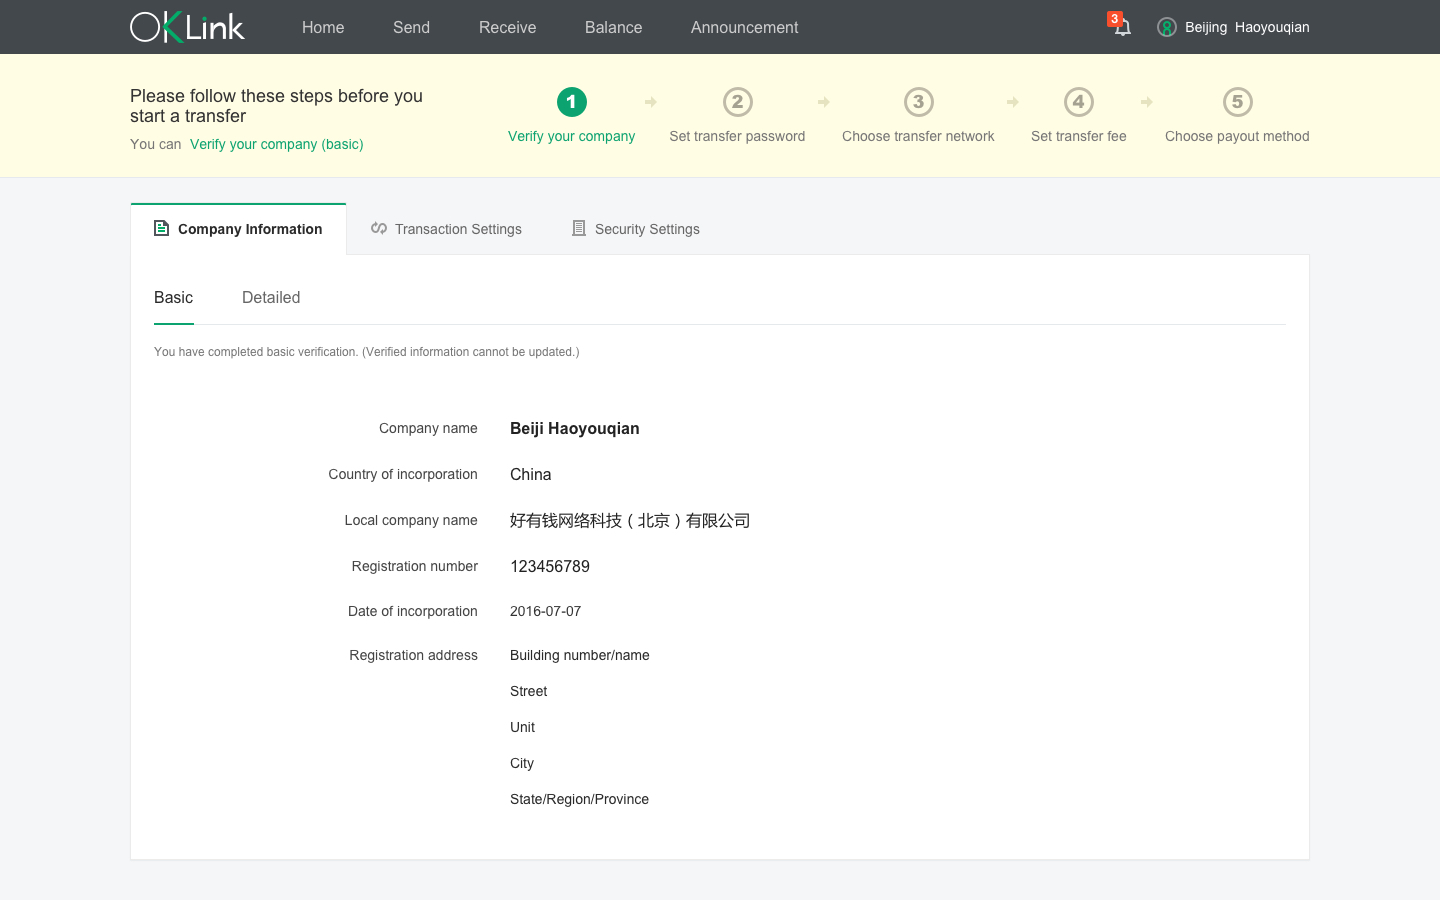 OKLink
Home Send Receive Balance Announcement
3
Beijing Haoyouqian
Please follow these steps before you
start a transfer
You can Verify your company (basic)
1 2 3 4 5
Verify your company Set transfer password Choose transfer network Set transfer fee Choose payout method
Company Information Transaction Settings Security Settings
Basic Detailed
You have completed basic verification. (Verified information cannot be updated.)
Company name Beiji Haoyouqian
Country of incorporation China
Local company name 好有钱网络科技（北京）有限公司
Registration number 123456789
Date of incorporation 2016-07-07
Registration address Building number/name
Street
Unit
City
State/Region/Province